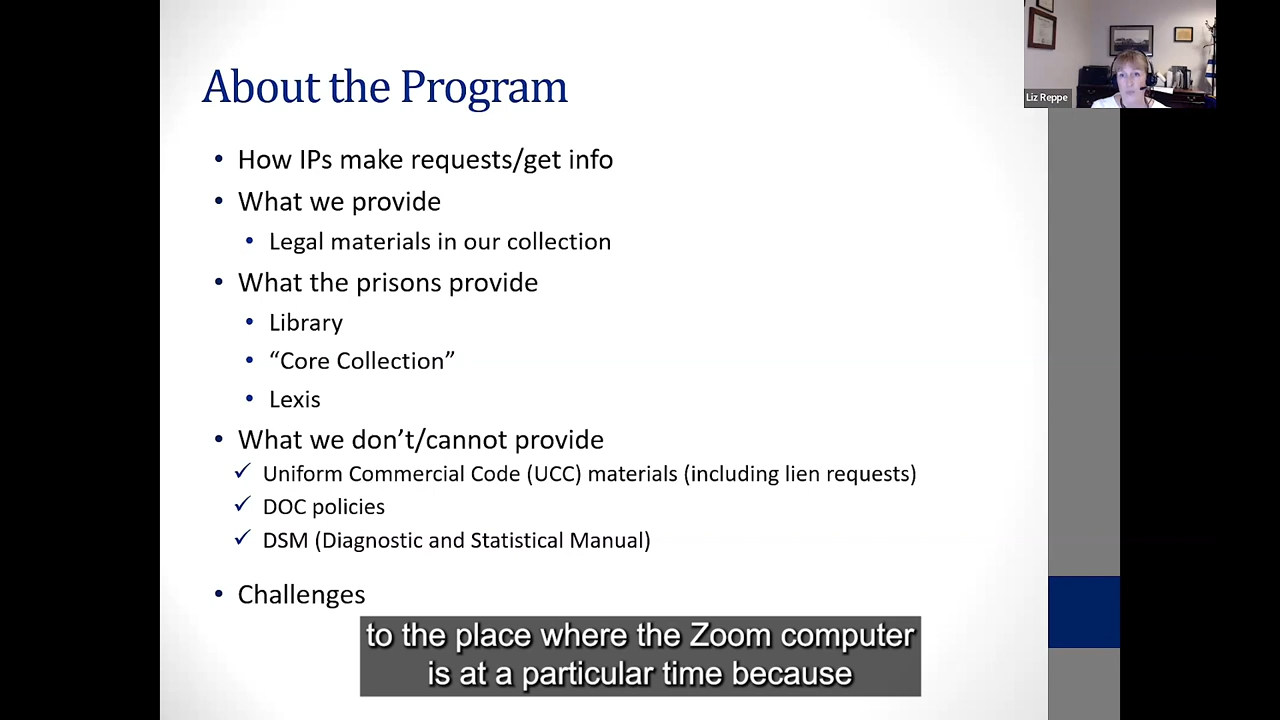 About the Program
Liz Reppe
• How IPs make requests/get info
• What we provide
• Legal materials in our collection
• What the prisons provide
• Library
• “Core Collection”
• Lexis
• What we don’t/cannot provide
✓ Uniform Commercial Code (UCC) materials (including lien requests)
✓ DOC policies
✓ DSM (Diagnostic and Statistical Manual)
• Challenges
to the place where the Zoom computer
is at a particular time because